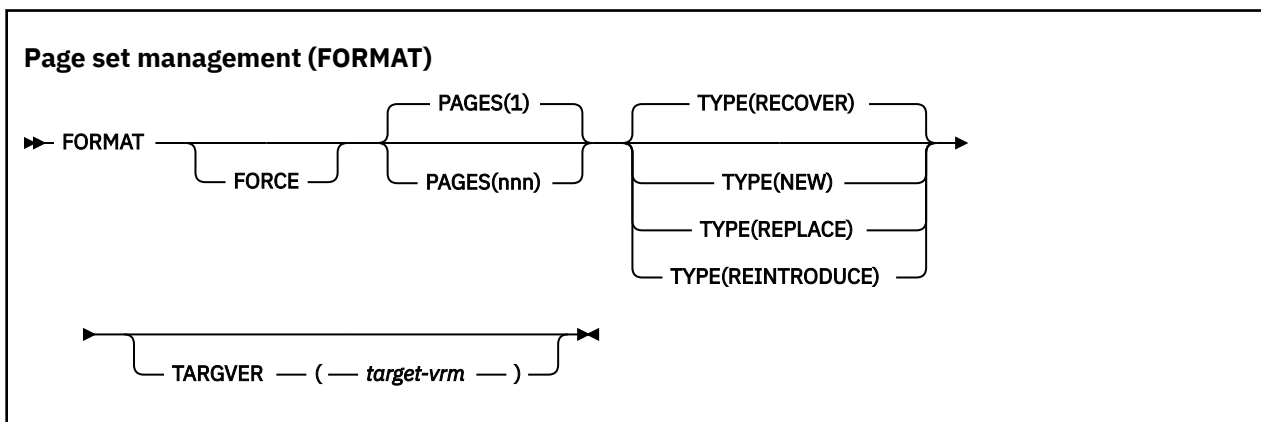 Page set management (FORMAT)
PAGES(1) TYPE(RECOVER)
FORMAT
FORCE PAGES(nnn) TYPE(NEW)
TYPE(REPLACE)
TYPE(REINTRODUCE)
TARGVER ( target-vrm )